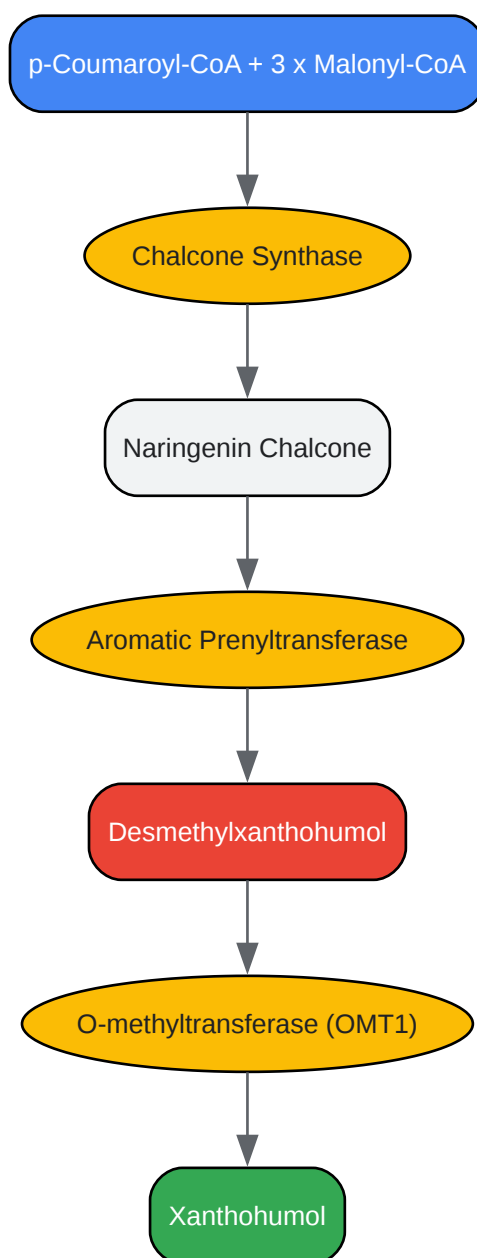 p-Coumaroyl-CoA + 3 x Malonyl-CoA
Chalcone Synthase
Naringenin Chalcone
Aromatic Prenyltransferase
Desmethylxanthohumol
O-methyltransferase (OMT1)
Xanthohumol